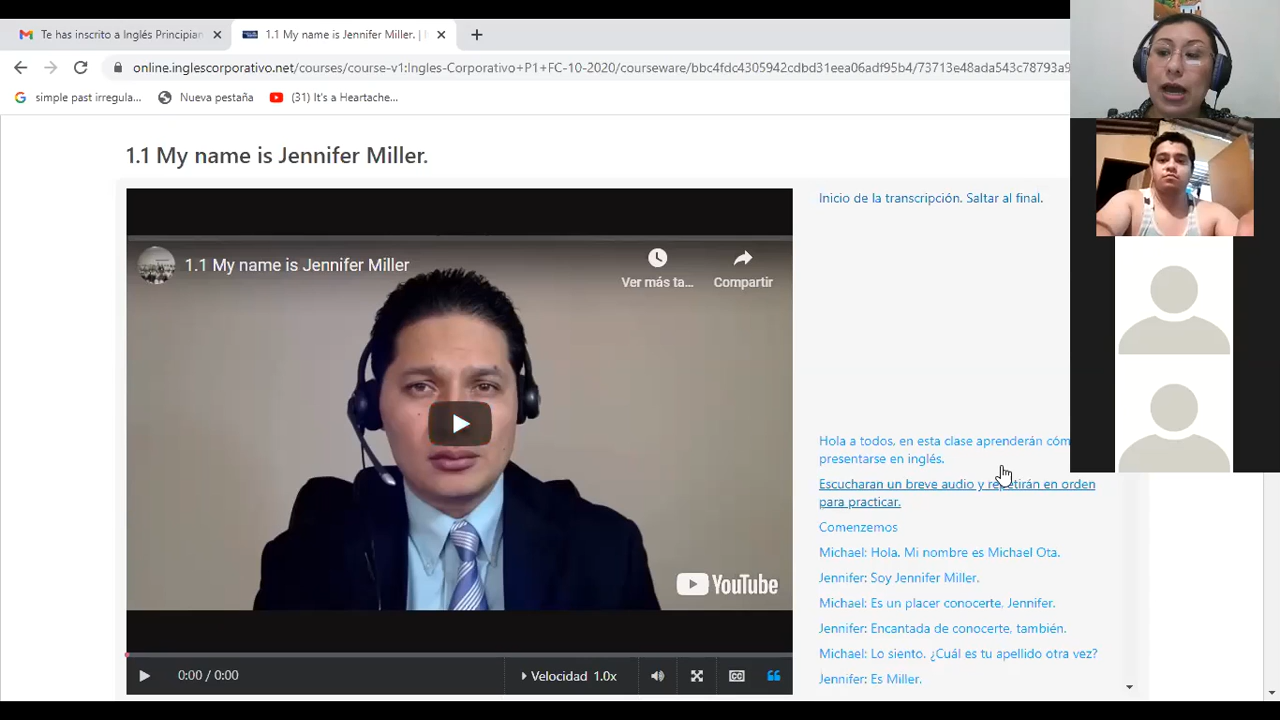 Te has inscrito a Inglés Principian
1.1 My name is Jennifer Miller. |
online.inglescorporativo.net/courses/course-v1:Ingles-Corporativo+P1+FC-10-2020/courseware/bbc4fdc4305942cdbd31eea06adf95b4/73713e48ada543c78793a9
simple past irregula...
Nueva pestaña
(31) It's a Heartache...
1.1 My name is Jennifer Miller.
1.1 My name is Jennifer Miller
Ver más ta...
Compartir
YouTube
0:00 / 0:00
Velocidad 1.0x
Inicio de la transcripción. Saltar al final.
Hola a todos, en esta clase aprenderán cóm
presentarse en inglés.
Escucharan un breve audio y repetirán en orden
para practicar.
Comenzemos
Michael: Hola. Mi nombre es Michael Ota.
Jennifer: Soy Jennifer Miller.
Michael: Es un placer conocerte, Jennifer.
Jennifer: Encantada de conocerte, también.
Michael: Lo siento. ¿Cuál es tu apellido otra vez?
Jennifer: Es Miller.